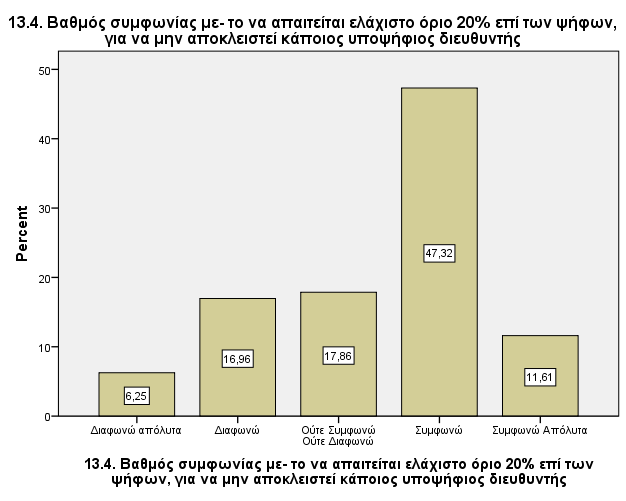 13.4. Βαθμός συμφωνίας με- το να απαιτείται ελάχιστο όριο 20% επί των ψήφων,
για να μην αποκλειστεί κάποιος υποψήφιος διευθυντής
Percent
50
40
30
20
10
0
6,25
16,96
17,86
47,32
11,61
Διαφωνώ απόλυτα
Διαφωνώ
Ούτε Συμφωνώ
Ούτε Διαφωνώ
Συμφωνώ
Συμφωνώ Απόλυτα
13.4. Βαθμός συμφωνίας με- το να απαιτείται ελάχιστο όριο 20% επί των
ψήφων, για να μην αποκλειστεί κάποιος υποψήφιος διευθυντής